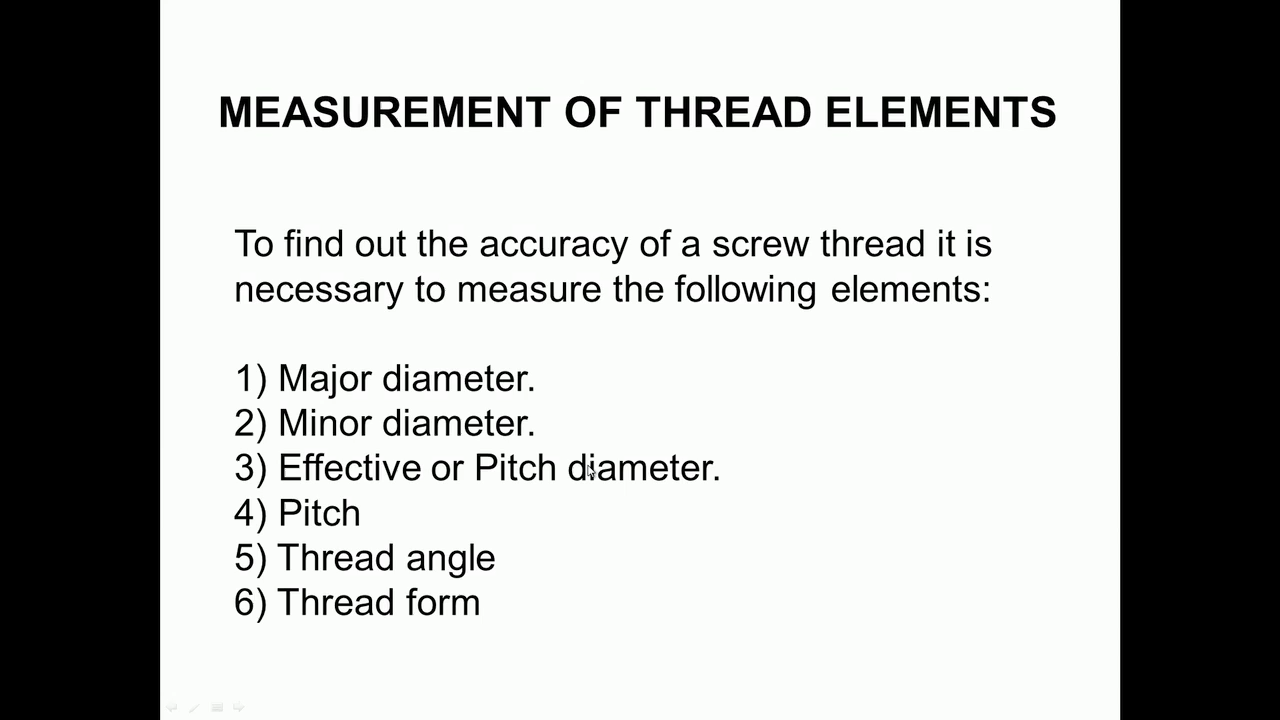 MEASUREMENT OF THREAD ELEMENTS
To find out the accuracy of a screw thread it is
necessary to measure the following elements:
1) Major diameter.
2) Minor diameter.
3) Effective or Pitch diameter.
4) Pitch
5) Thread angle
6) Thread form